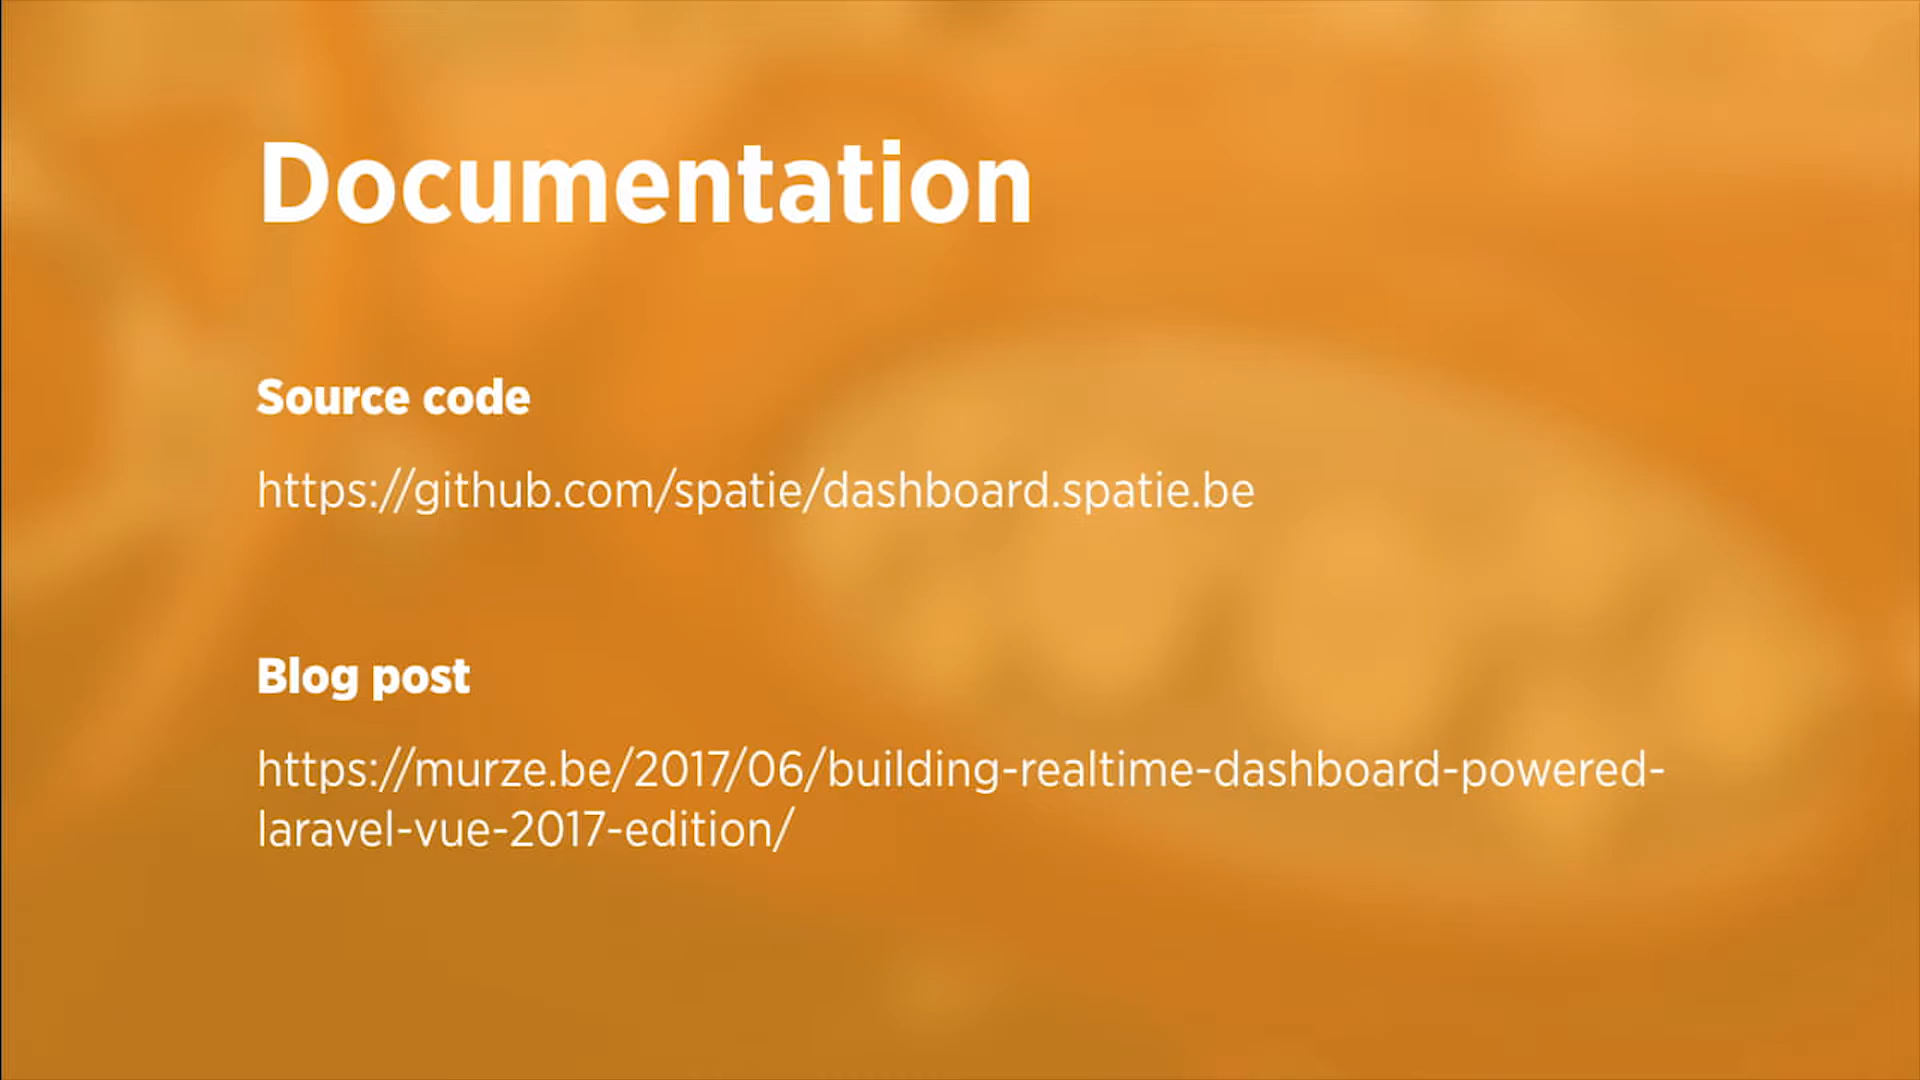 Documentation
Source code
https://github.com/spatie/dashboard.spatie.be
Blog post
https://murze.be/2017/06/building-realtime-dashboard-powered-
laravel-vue-2017-edition/